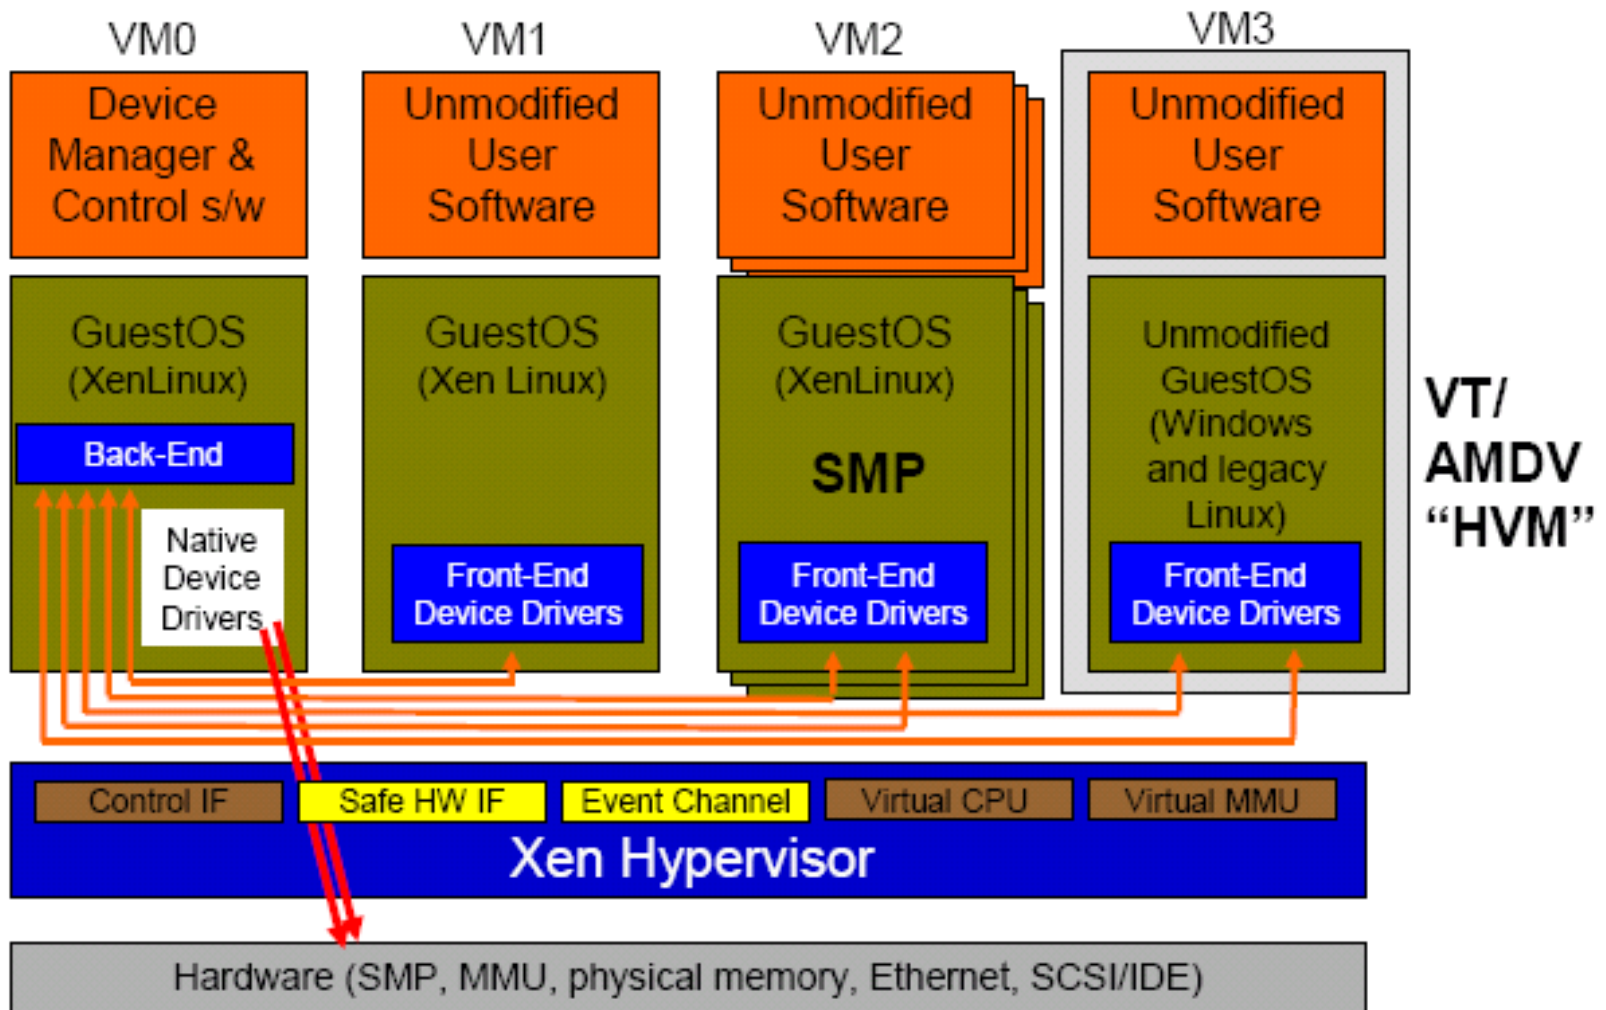 VM0
VM1
VM2
VM3
Device
Manager &
Control s/w
Unmodified
User
Software
Unmodified
User
Software
Unmodified
User
Software
GuestOS
(XenLinux)
Back-End
Native
Device
Drivers
GuestOS
(Xen Linux)
Front-End
Device Drivers
GuestOS
(XenLinux)
SMP
Front-End
Device Drivers
Unmodified
GuestOS
(Windows
and legacy
Linux)
Front-End
Device Drivers
VT/
AMDV
“HVM”
Control IF
Safe HW IF
Event Channel
Virtual CPU
Virtual MMU
Xen Hypervisor
Hardware (SMP, MMU, physical memory, Ethernet, SCSI/IDE)